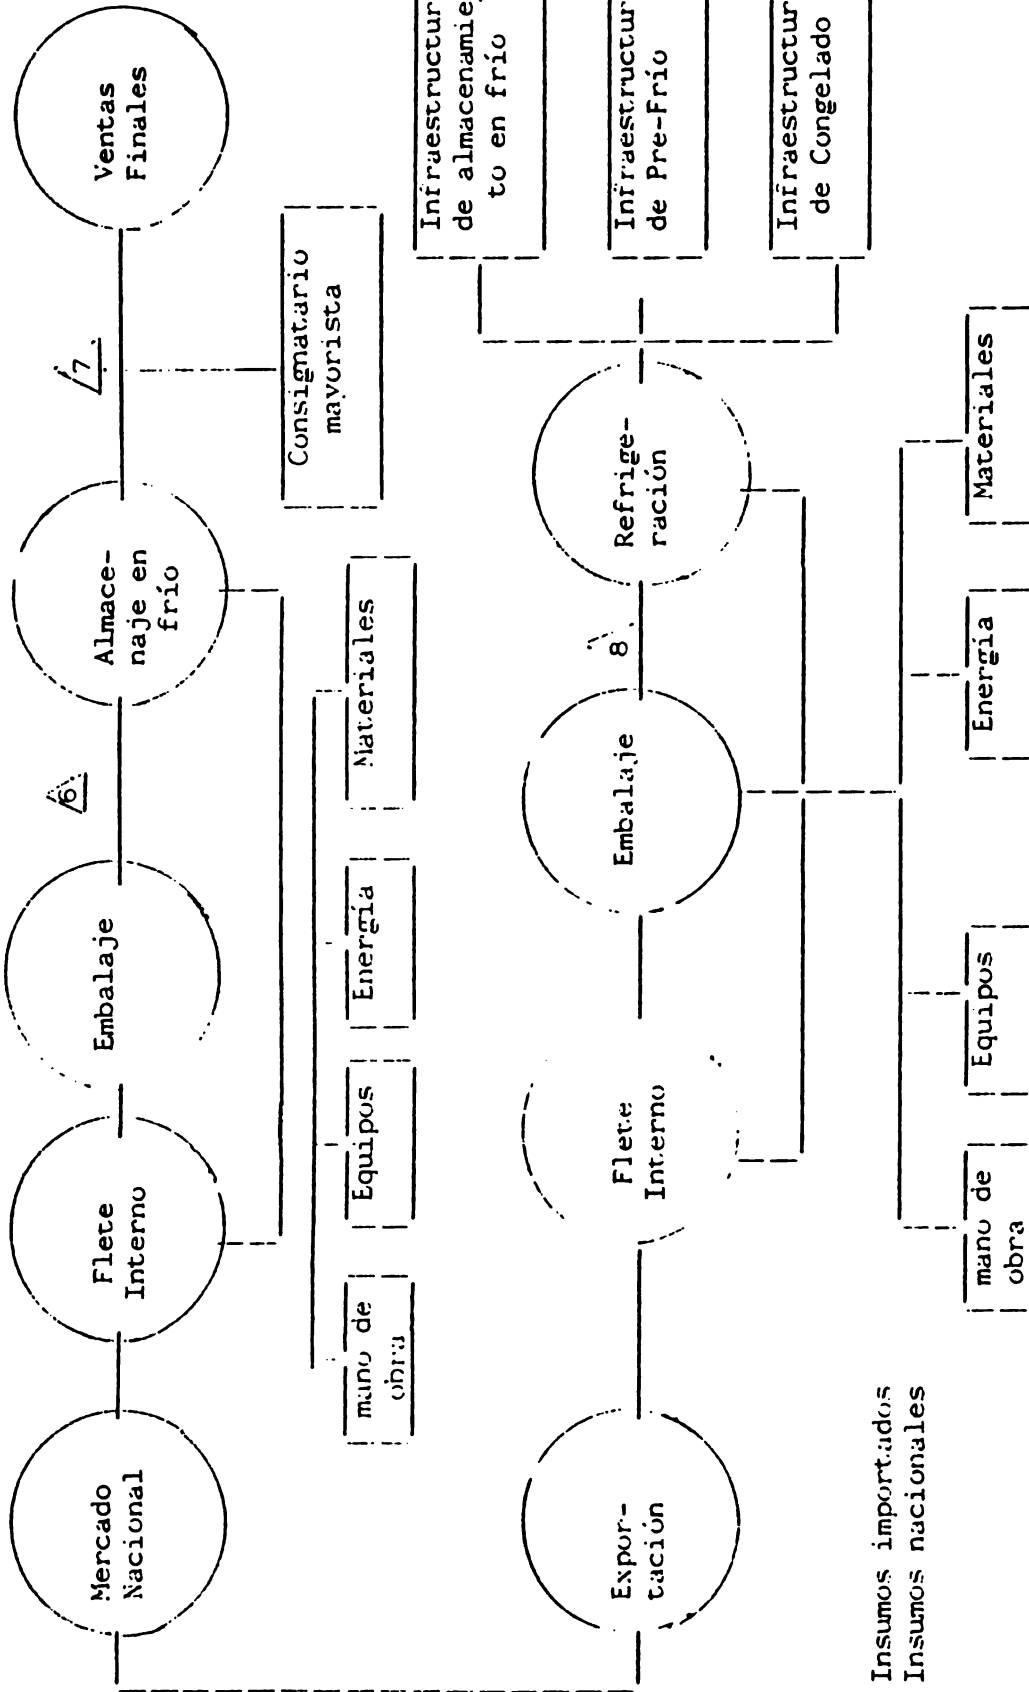 Mercado
Nacional
Flete
Interno
Embalaje
6
Almace-
naje en
frío
7
Ventas
Finales
Consignatario
mayorista
mano de
obra
Equipos
Energía
Materiales
Expor-
tación
Flete
Interno
Embalaje
8
Refrige-
ración
Infraestructur
de almacenamie
to en frío
Infraestructur
de Pre-Frío
Infraestructur
de Congelado
mano de
obra
Equipos
Energía
Materiales
Insumos importados
Insumos nacionales